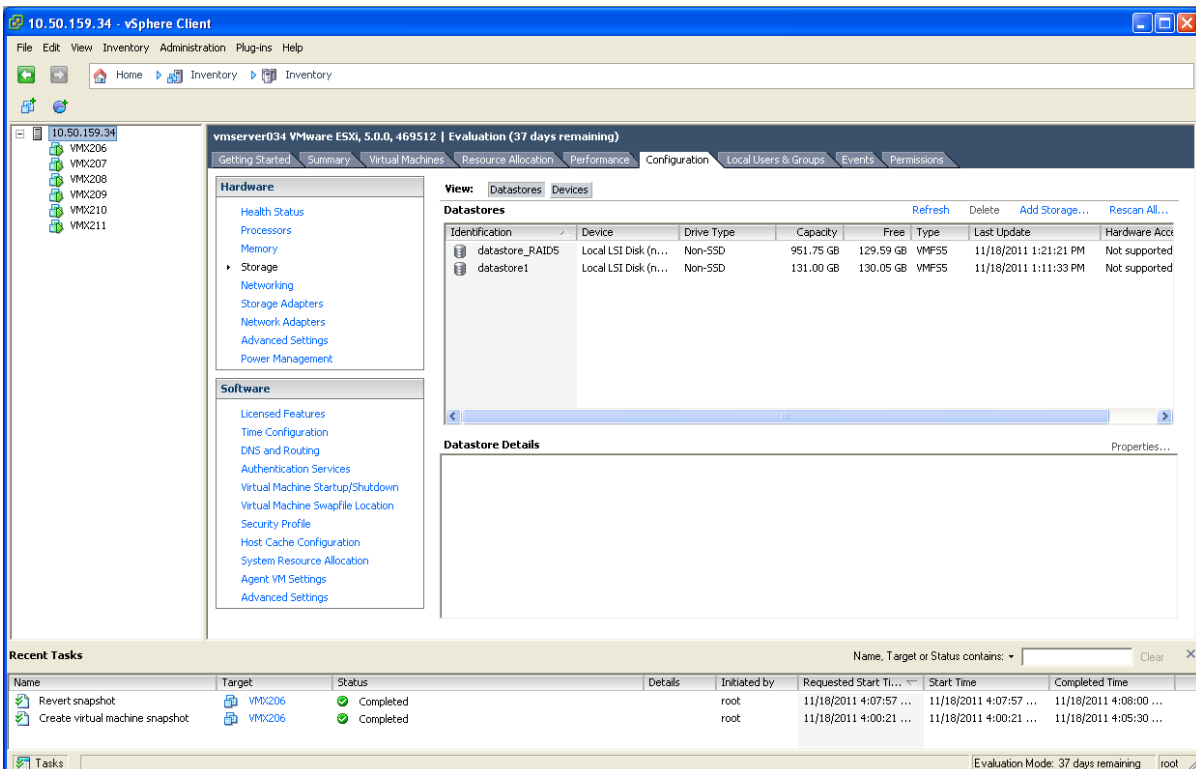 10.50.159.34 - vSphere Client
File Edit View Inventory Administration Plug-ins Help
Home Inventory Inventory
10.50.159.34
VMX206
VMX207
VMX208
VMX209
VMX210
VMX211
vmserver034 VMware ESXi, 5.0.0, 469512 | Evaluation (37 days remaining)
Getting Started Summary Virtual Machines Resource Allocation Performance Configuration Local Users & Groups Events Permissions
Hardware
Health Status
Processors
Memory
Storage
Networking
Storage Adapters
Network Adapters
Advanced Settings
Power Management
Software
Licensed Features
Time Configuration
DNS and Routing
Authentication Services
Virtual Machine Startup/Shutdown
Virtual Machine Swapfile Location
Security Profile
Host Cache Configuration
System Resource Allocation
Agent VM Settings
Advanced Settings
View: Datastores Devices
Datastores Refresh Delete Add Storage... Rescan All...
Identification Device Drive Type Capacity Free Type Last Update Hardware Acce
datastore_RAID5 Local LSI Disk (n... Non-SSD 951.75 GB 129.59 GB VMFS5 11/18/2011 1:21:21 PM Not supported
datastore1 Local LSI Disk (n... Non-SSD 131.00 GB 130.05 GB VMFS5 11/18/2011 1:11:33 PM Not supported
Datastore Details Properties...
Recent Tasks Name, Target or Status contains: Clear
Name Target Status Details Initiated by Requested Start Ti... Start Time Completed Time
Revert snapshot VMX206 Completed root 11/18/2011 4:07:57 ... 11/18/2011 4:07:57 ... 11/18/2011 4:08:00 ...
Create virtual machine snapshot VMX206 Completed root 11/18/2011 4:00:21 ... 11/18/2011 4:00:21 ... 11/18/2011 4:05:30 ...
Tasks Evaluation Mode: 37 days remaining root